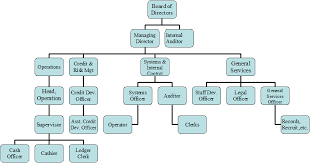 Board of
Directors
Managing
Director
Internal
Auditor
Operations
Credit &
Risk Mgt
Systems &
Internal
Control
General
Services
Head,
Operation
Credit Dev.
Officer
Systems
Officer
Auditor
Staff Dev
Officer
Legal
Officer
General
Services
Officer
Supervisor
Asst. Credit
Dev. Officer
Operator
Clerks
Records,
Recruit,etc.
Cash
Officer
Cashier
Ledger
Clerk